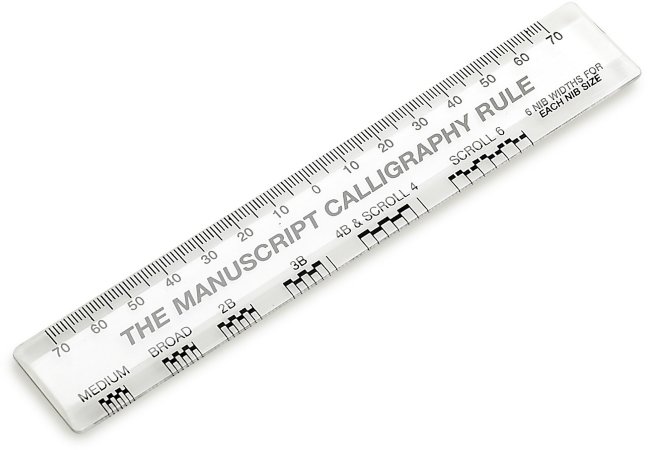 70 60 50 40 30 20 10 0 10 20 30 40 50 60 70
THE MANUSCRIPT CALLIGRAPHY RULE
MEDIUM BROAD 2B 3B 4B & SCROLL 4 SCROLL 6
6 NIB WIDTHS FOR
EACH NIB SIZE